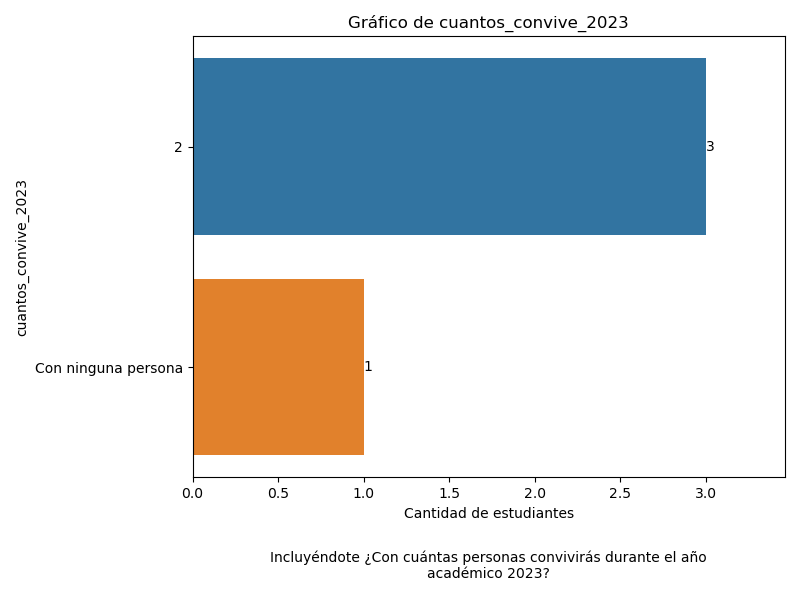 Gráfico de cuantos_convive_2023
cuantos_convive_2023
2
3
Con ninguna persona
1
0.0 0.5 1.0 1.5 2.0 2.5 3.0
Cantidad de estudiantes
Incluyéndote ¿Con cuántas personas convivirás durante el año
académico 2023?